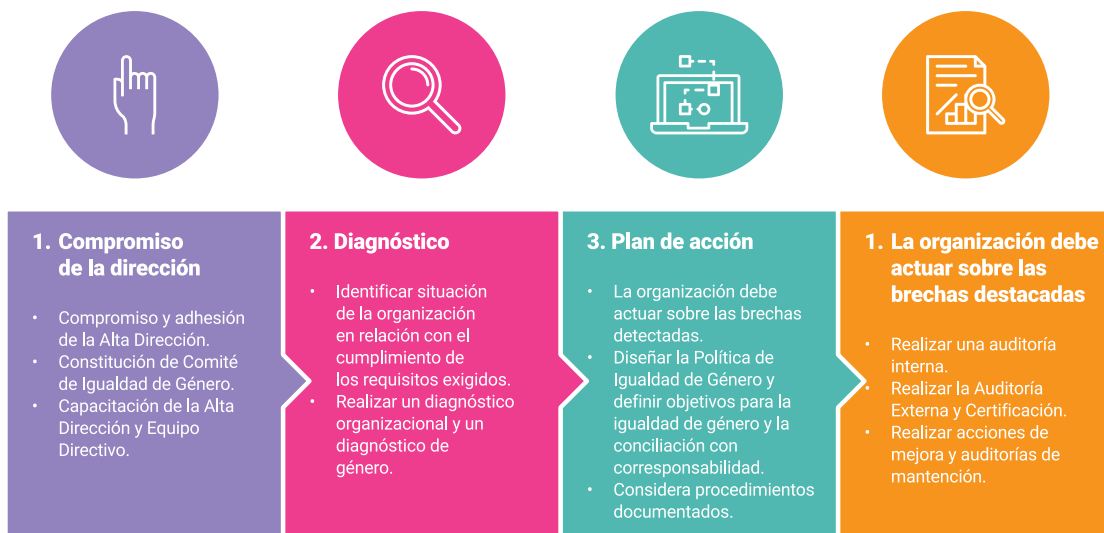 1. Compromiso
de la dirección
• Compromiso y adhesión
de la Alta Dirección.
• Constitución de Comité
de Igualdad de Género.
• Capacitación de la Alta
Dirección y Equipo
Directivo.
2. Diagnóstico
• Identificar situación
de la organización
en relación con el
cumplimiento de
los requisitos exigidos.
• Realizar un diagnóstico
organizacional y un
diagnóstico de
género.
3. Plan de acción
• La organización debe
actuar sobre las brechas
detectadas.
• Diseñar la Política de
Igualdad de Género y
definir objetivos para la
igualdad de género y la
conciliación con
corresponsabilidad.
• Considera procedimientos
documentados.
1. La organización debe
actuar sobre las
brechas destacadas
• Realizar una auditoría
interna.
• Realizar la Auditoría
Externa y Certificación.
• Realizar acciones de
mejora y auditorías de
mantención.